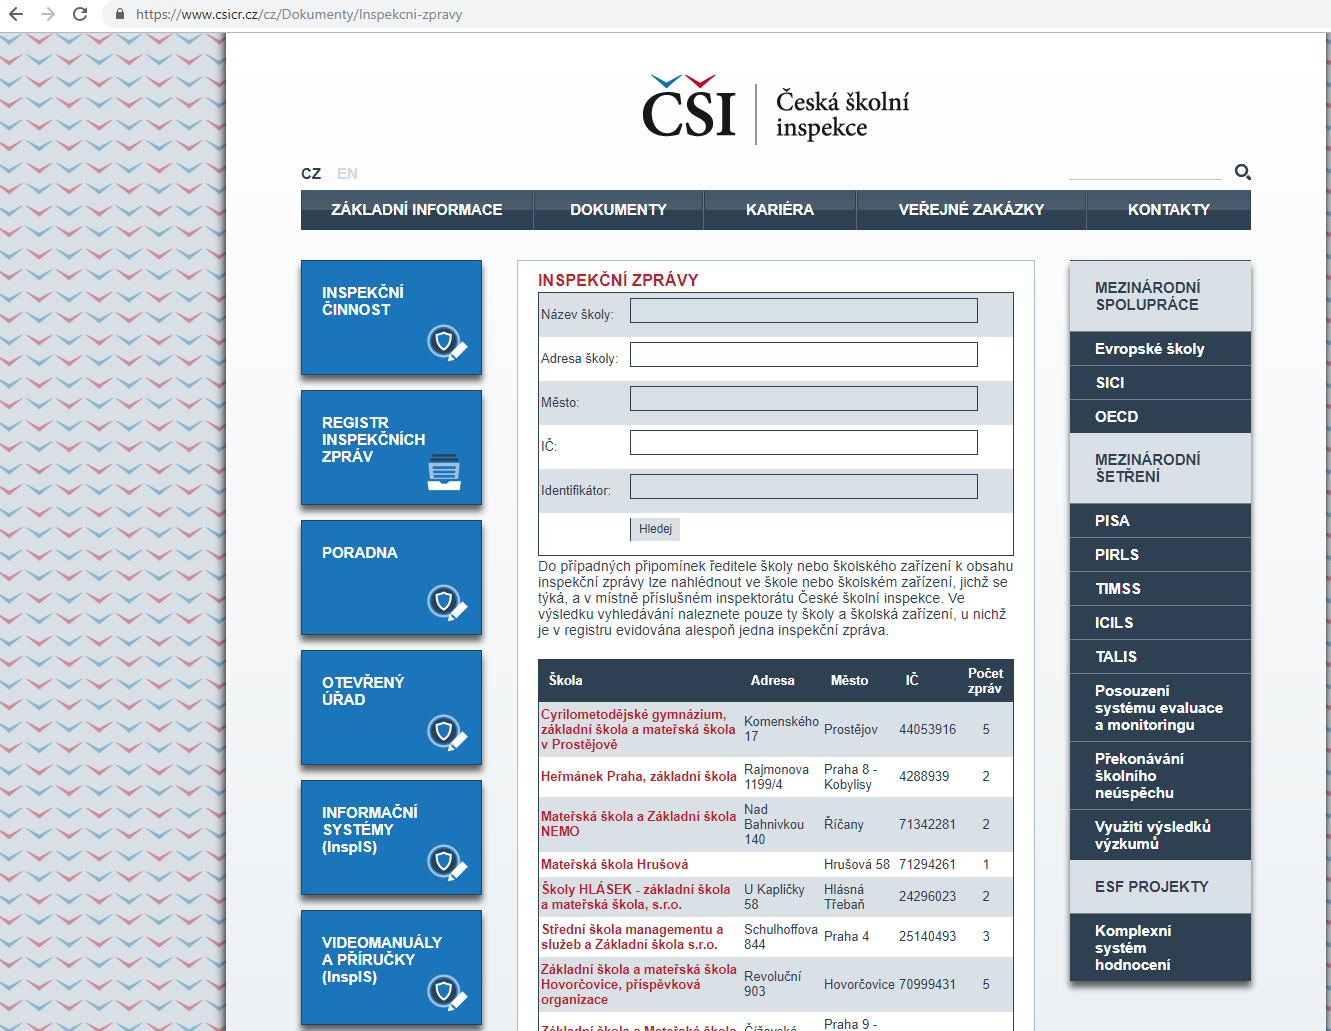 https://www.csicr.cz/cz/Dokumenty/Inspekcni-zpravy
ČŠI
Česká školní
inspekce
CZ EN
ZÁKLADNÍ INFORMACE DOKUMENTY KARIÉRA VEŘEJNÉ ZAKÁZKY KONTAKTY
INSPEKČNÍ
ČINNOST
REGISTR
INSPEKČNÍCH
ZPRÁV
PORADNA
OTEVŘENÝ
ÚŘAD
INFORMAČNÍ
SYSTÉMY
(InspIS)
VIDEOMANUÁLY
A PŘÍRUČKY
(InspIS)
INSPEKČNÍ ZPRÁVY
Název školy:
Adresa školy:
Město:
IČ:
Identifikátor:
Hledej
Do případných připomínek ředitele školy nebo školského zařízení k obsahu
inspekční zprávy lze nahlédnout ve škole nebo školském zařízení, jichž se
týká, a v místně příslušném inspektorátu České školní inspekce. Ve
výsledku vyhledávání naleznete pouze ty školy a školská zařízení, u nichž
je v registru evidována alespoň jedna inspekční zpráva.
Škola Adresa Město IČ Počet
zpráv
Cyrilometodějské gymnázium,
základní škola a mateřská škola
v Prostějově
Komenského
17
Prostějov 44053916 5
Heřmánek Praha, základní škola
Rajmonova
1199/4
Praha 8 -
Kobylisy
4288939 2
Mateřská škola a Základní škola
NEMO
Nad
Bahnivkou
140
Říčany 71342281 2
Mateřská škola Hrušová Hrušová 58 71294261 1
Školy HLÁSEK - základní škola
a mateřská škola, s.r.o.
U Kapličky
58
Hlásná
Třebaň
24296023 2
Střední škola managementu a
služeb a Základní škola s.r.o.
Schulhoffova
844
Praha 4 25140493 3
Základní škola a mateřská škola
Hovorčovice, příspěvková
organizace
Revoluční
903
Hovorčovice 70999431 5
Základní škola a Mateřská škola
Čížovská
Praha 9 -
MEZINÁRODNÍ
SPOLUPRÁCE
Evropské školy
SICI
OECD
MEZINÁRODNÍ
ŠETŘENÍ
PISA
PIRLS
TIMSS
ICILS
TALIS
Posouzení
systému evaluace
a monitoringu
Překonávání
školního
neúspěchu
Využití výsledků
výzkumů
ESF PROJEKTY
Komplexní
systém
hodnocení